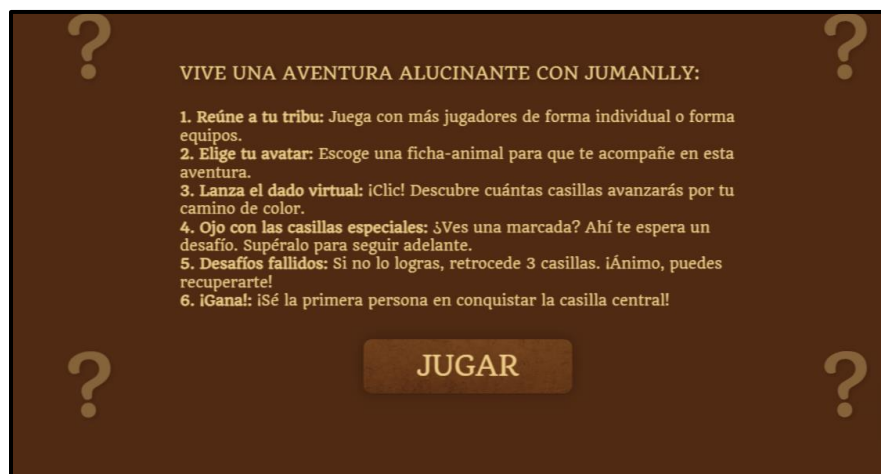 ?
?
VIVE UNA AVENTURA ALUCINANTE CON JUMANLLY:
1. Reúne a tu tribu: Juega con más jugadores de forma individual o forma
equipos.
2. Elige tu avatar: Escoge una ficha-animal para que te acompañe en esta
aventura.
3. Lanza el dado virtual: ¡Clic! Descubre cuántas casillas avanzarás por tu
camino de color.
4. Ojo con las casillas especiales: ¿Ves una marcada? Ahí te espera un
desafío. Supéralo para seguir adelante.
5. Desafíos fallidos: Si no lo logras, retrocede 3 casillas. ¡Ánimo, puedes
recuperarte!
6. ¡Gana!: ¡Sé la primera persona en conquistar la casilla central!
JUGAR
?
?